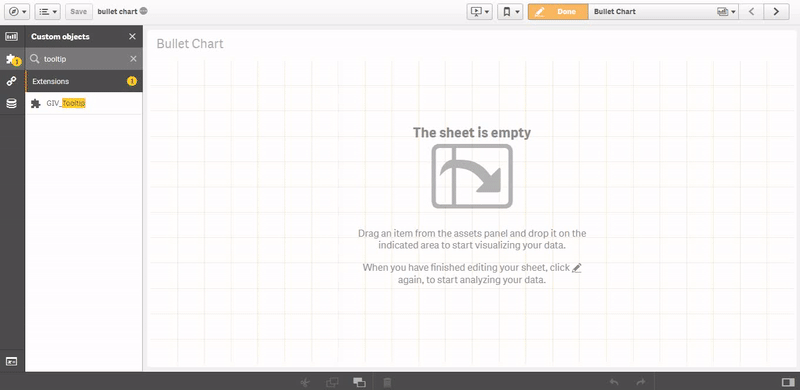 Save
bullet chart
Done
Bullet Chart
Custom objects
1
tooltip
Extensions
1
GIV_Tooltip
Bullet Chart
The sheet is empty
Drag an item from the assets panel and drop it on the
indicated area to start visualizing your data.
When you have finished editing your sheet, click
again, to start analyzing your data.